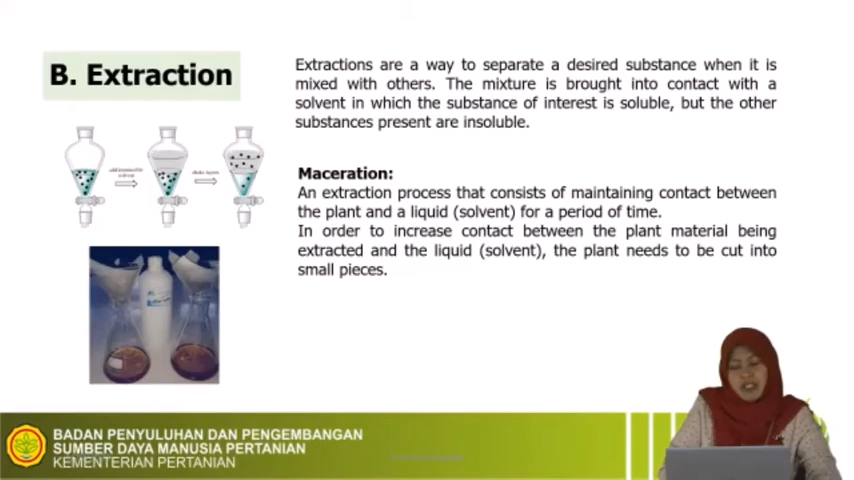 B. Extraction
Extractions are a way to separate a desired substance when it is
mixed with others. The mixture is brought into contact with a
solvent in which the substance of interest is soluble, but the other
substances present are insoluble.
Maceration:
An extraction process that consists of maintaining contact between
the plant and a liquid (solvent) for a period of time.
In order to increase contact between the plant material being
extracted and the liquid (solvent), the plant needs to be cut into
small pieces.
BADAN PENYULUHAN DAN PENGEMBANGAN
SUMBER DAYA MANUSIA PERTANIAN
KEMENTERIAN PERTANIAN